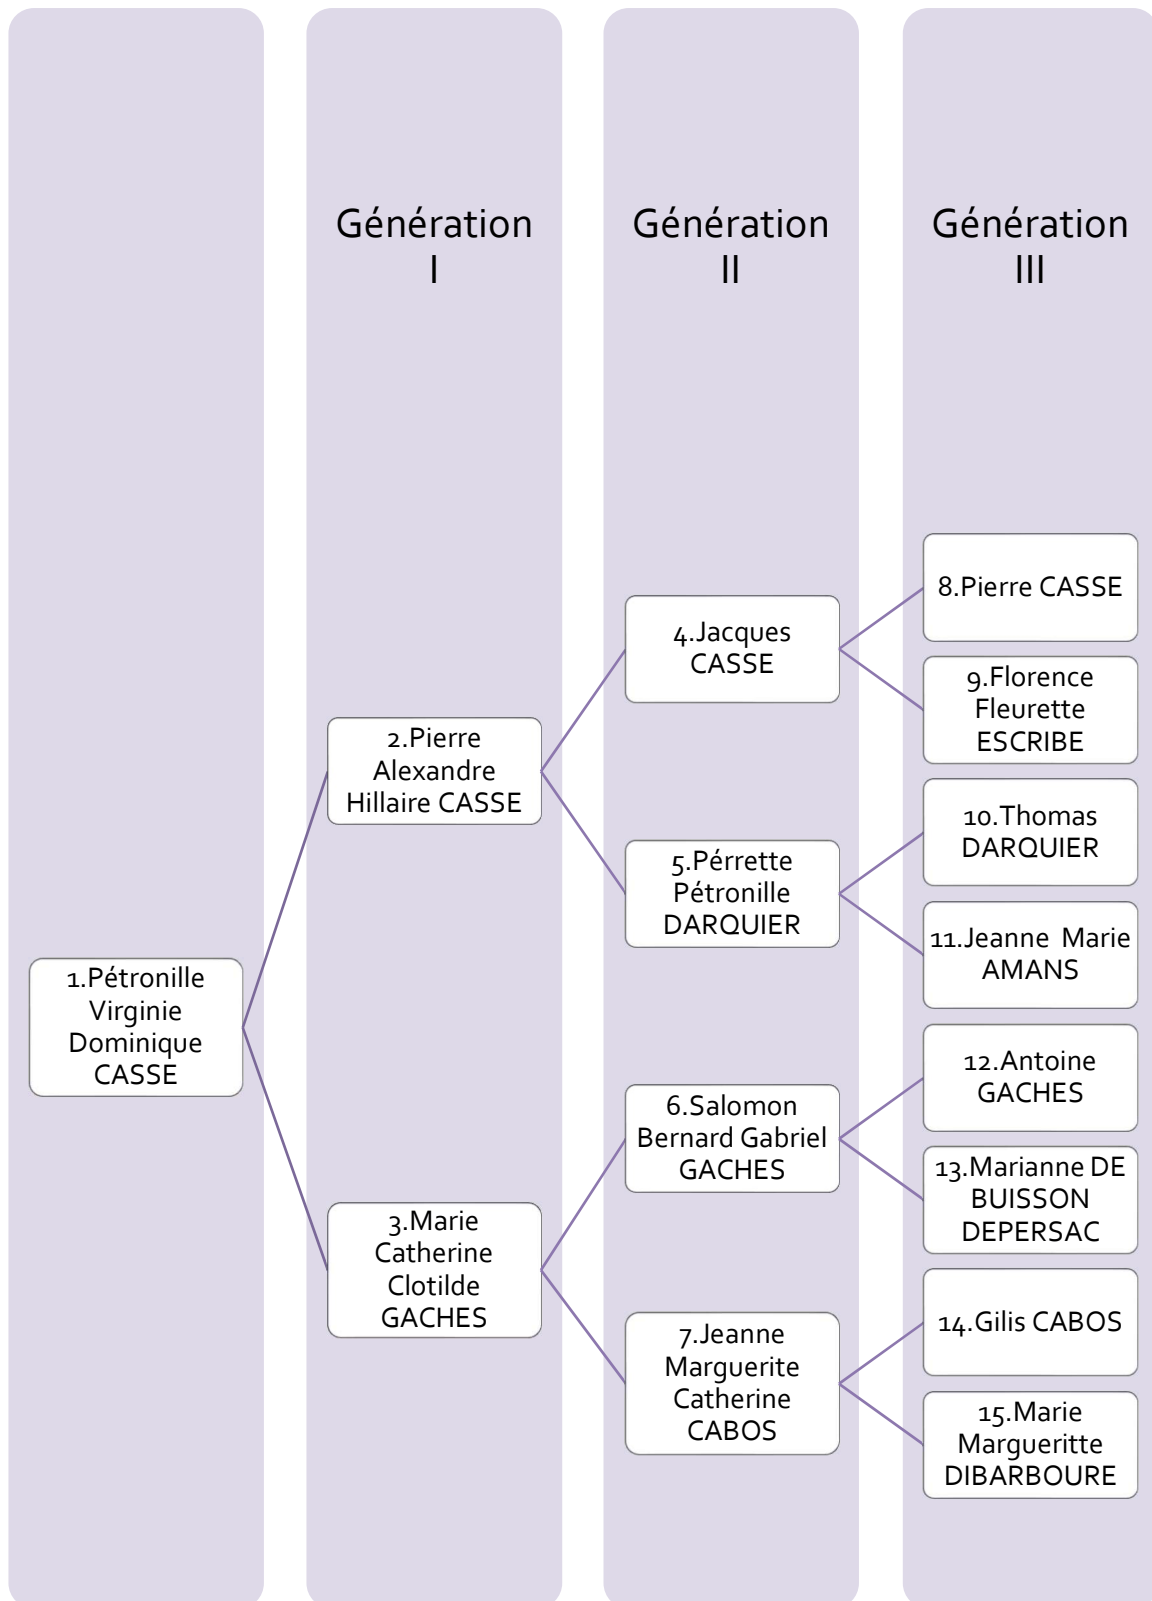 Génération
I
Génération
II
Génération
III
1.Pétronille
Virginie
Dominique
CASSE
2.Pierre
Alexandre
Hillaire CASSE
3.Marie
Catherine
Clotilde
GACHES
4.Jacques
CASSE
5.Pérrette
Pétronille
DARQUIER
6.Salomon
Bernard Gabriel
GACHES
7.Jeanne
Marguerite
Catherine
CABOS
8.Pierre CASSE
9.Florence
Fleurette
ESCRIBE
10.Thomas
DARQUIER
11.Jeanne  Marie
AMANS
12.Antoine
GACHES
13.Marianne DE
BUISSON
DEPERSAC
14.Gilis CABOS
15.Marie
Margueritte
DIBARBOURE